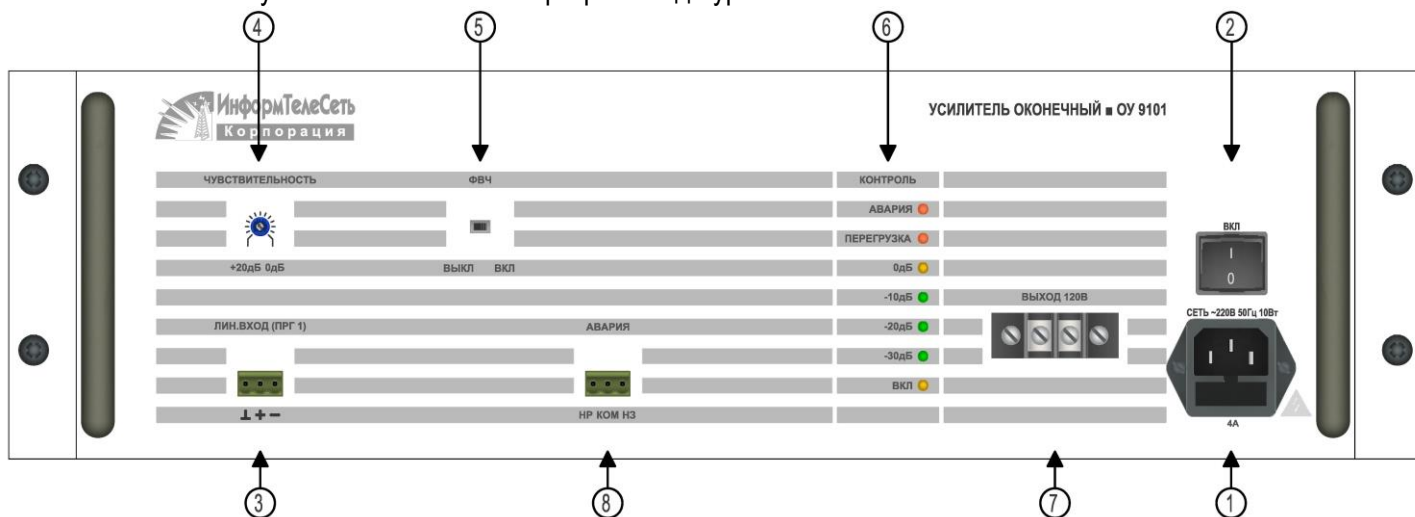 4
5
6
2
ИнформТелеСеть
Корпорация
УСИЛИТЕЛЬ ОКОНЕЧНЫЙ ■ ОУ 9101
ЧУВСТВИТЕЛЬНОСТЬ
ФВЧ
КОНТРОЛЬ
АВАРИЯ
ПЕРЕГРУЗКА
+20дБ 0дБ
ВЫКЛ ВКЛ
0дБ
ВКЛ
I
0
-10дБ
ВЫХОД 120В
ЛИН.ВХОД (ПРГ 1)
АВАРИЯ
-20дБ
СЕТЬ ~220В 50Гц 10Вт
-30дБ
ВКЛ
⊥ + −
НР КОМ НЗ
4А
3
8
7
1